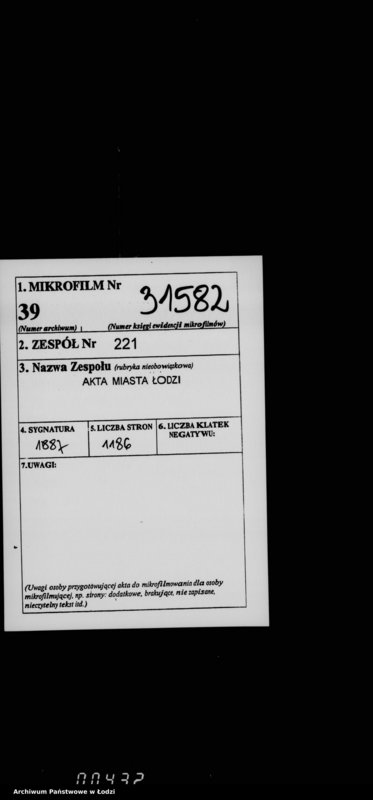 1. MIKROFILM Nr
39 31582
(Numer archiwum) (Numer księgi ewidencji mikrofilmów)
2. ZESPÓŁ Nr 221
3. Nazwa Zespołu (rubryka nieobowiązkowa)
AKTA MIASTA ŁODZI
4. SYGNATURA 5. LICZBA STRON 6. LICZBA KLATEK
NEGATYWU:
1887 1186
7.UWAGI:
(Uwagi osoby przygotowującej akta do mikrofilmowania dla osoby
mikrofilmującej, np. strony: dodatkowe, brakujące, nie zapisane,
nieczytelny tekst itd.)
00432
Archiwum Państwowe w Łodzi